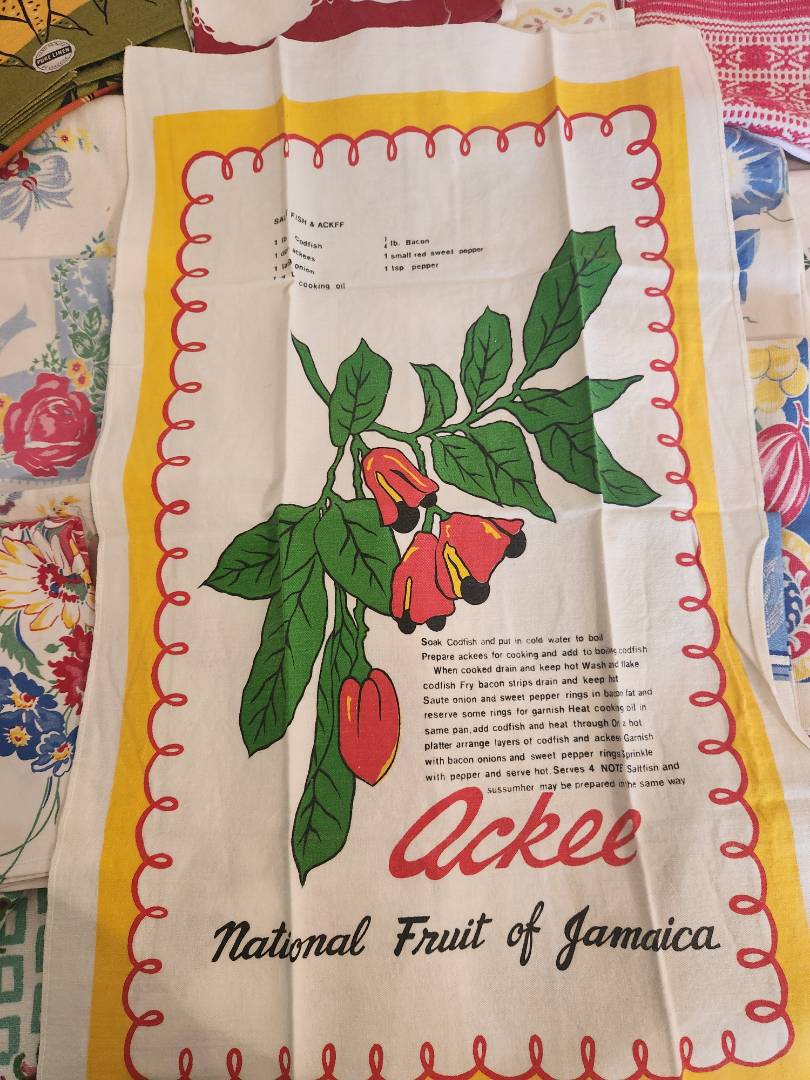 PURE LINEN
FISH & ACKEE
1 lb Codfish
1 ackees
1 onion
cooking oil
1/4 lb. Bacon
1 small red sweet pepper
1 tsp pepper
Soak Codfish and put in cold water to boil
Prepare ackees for cooking and add to boiling codfish
When cooked drain and keep hot Wash and flake
codfish Fry bacon strips drain and keep hot
Saute onion and sweet pepper rings in bacon fat and
reserve some rings for garnish Heat cooking oil in
same pan, add codfish and heat through On a hot
platter arrange layers of codfish and ackee Garnish
with bacon onions and sweet pepper rings Sprinkle
with pepper and serve hot. Serves 4 NOTE Saltfish and
sussumber may be prepared in the same way
Ackee
National Fruit of Jamaica